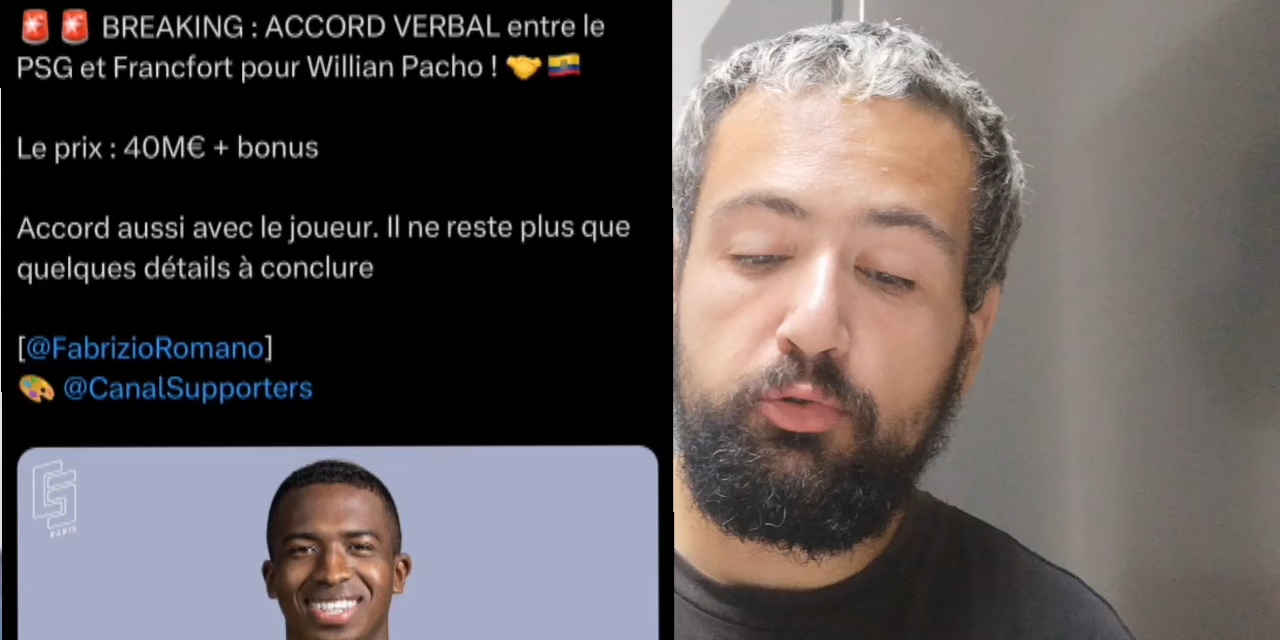 🚨 🚨 BREAKING : ACCORD VERBAL entre le
PSG et Francfort pour Willian Pacho ! 🤝🇪🇨
Le prix : 40M€ + bonus
Accord aussi avec le joueur. Il ne reste plus que
quelques détails à conclure
[@FabrizioRomano]
🎨 @CanalSupporters
PARIS